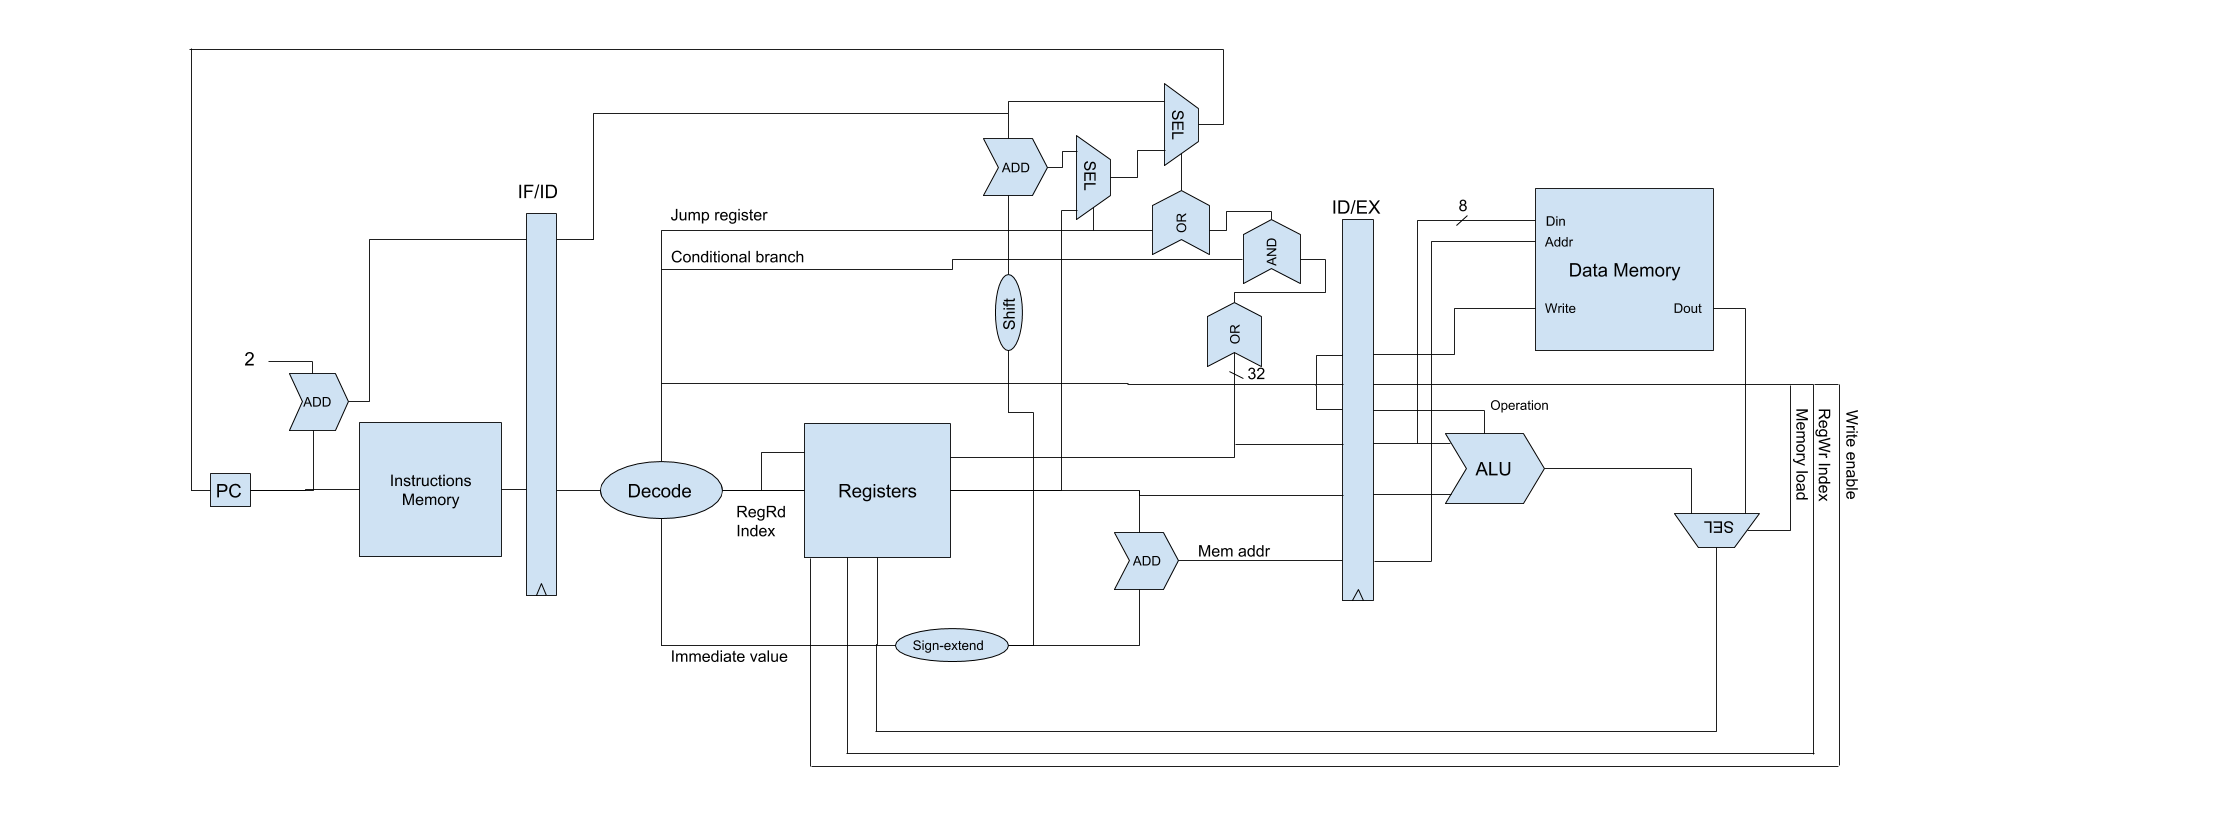 SEL
ADD
SEL
IF/ID
ID/EX
Jump register
OR
8
Din
Addr
AND
Conditional branch
Data Memory
Shift
Write
Dout
OR
2
32
ADD
Operation
Memory load
RegWr Index
Write enable
Instructions
Memory
PC
Decode
Registers
ALU
RegRd
Index
SEL
Mem addr
ADD
Sign-extend
Immediate value